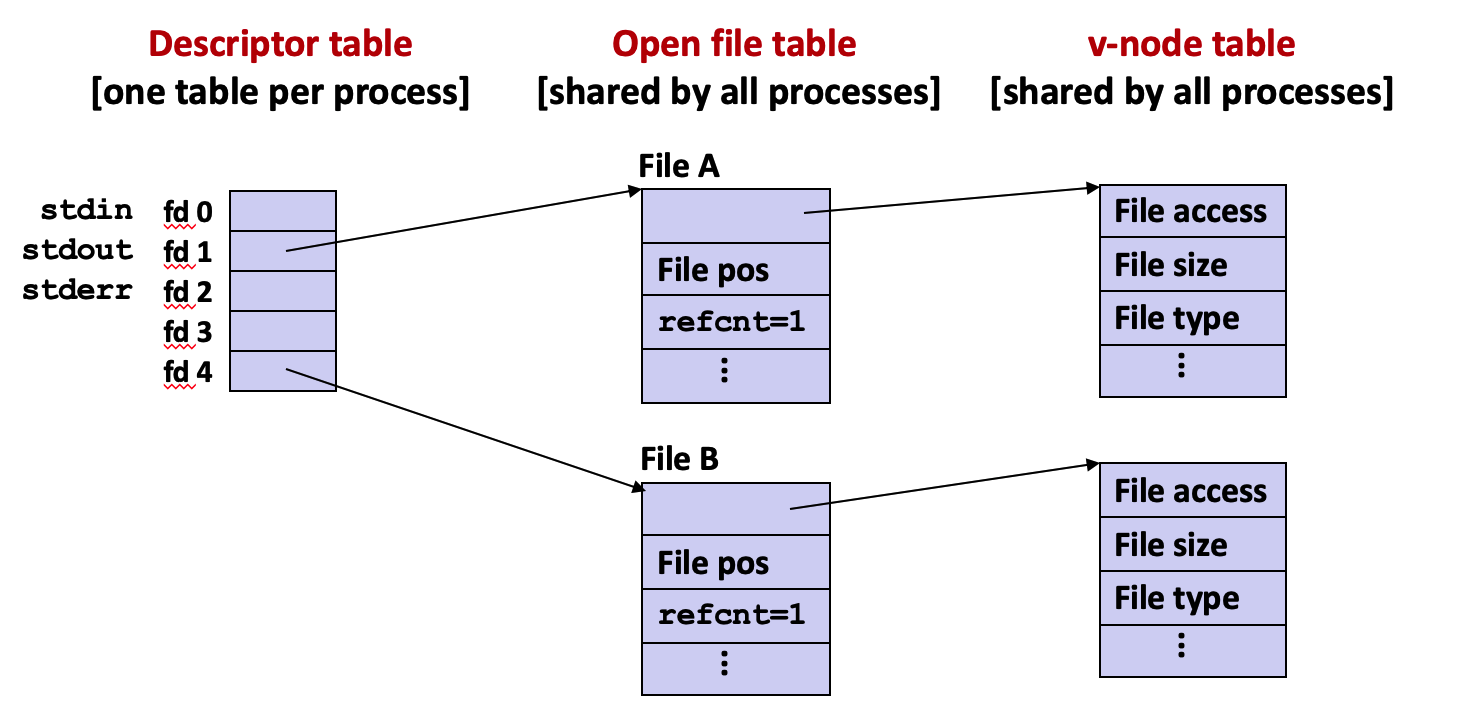 Descriptor table
[one table per process]
Open file table
[shared by all processes]
v-node table
[shared by all processes]
stdin fd 0
stdout fd 1
stderr fd 2
fd 3
fd 4
File A
File pos
refcnt=1
⋮
File access
File size
File type
⋮
File B
File pos
refcnt=1
⋮
File access
File size
File type
⋮